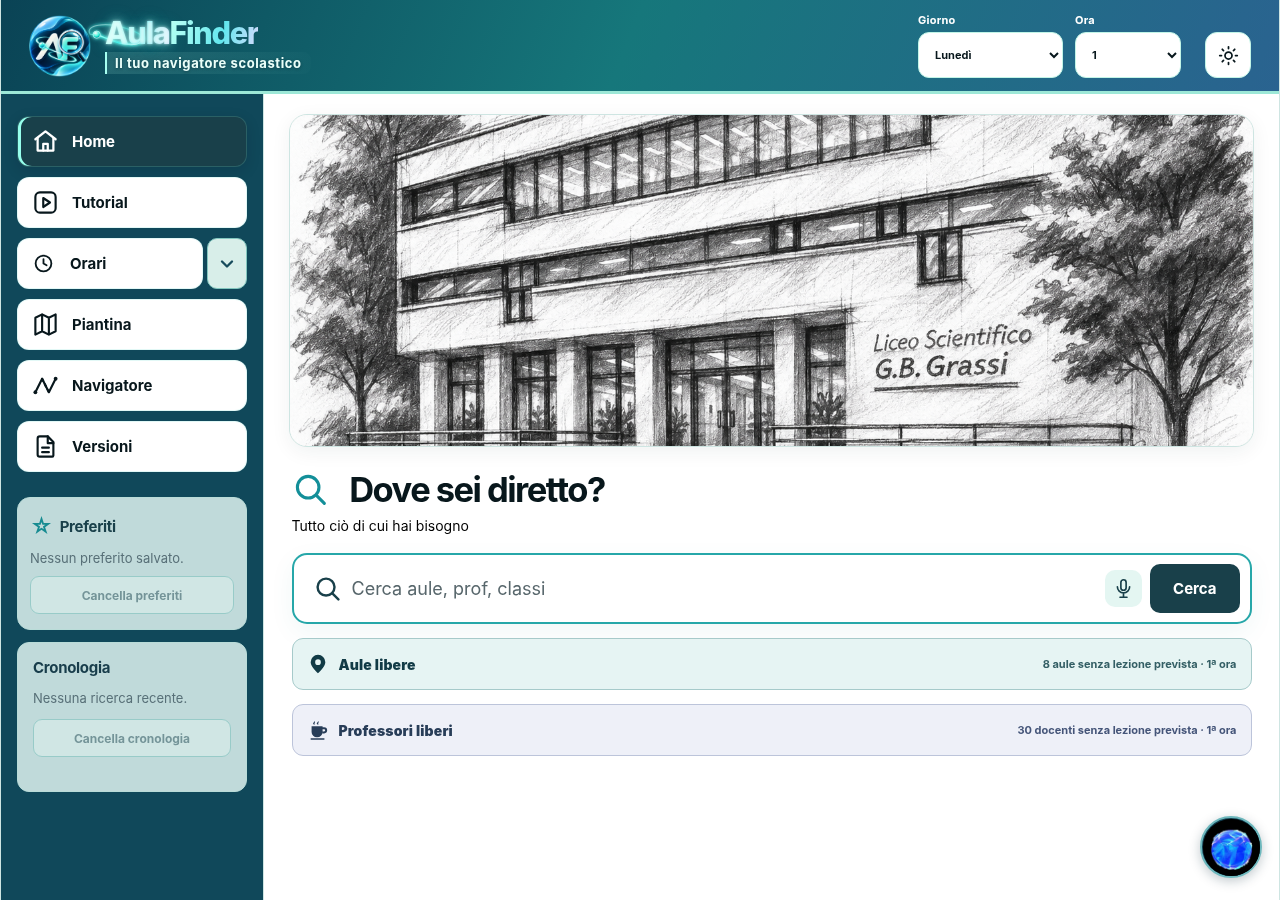 AulaFinder
Il tuo navigatore scolastico
Giorno
Ora
Lunedì
1
Home
Tutorial
Orari
Piantina
Navigatore
Versioni
Preferiti
Nessun preferito salvato.
Cancella preferiti
Cronologia
Nessuna ricerca recente.
Cancella cronologia
Liceo Scientifico
G.B. Grassi
Dove sei diretto?
Tutto ciò di cui hai bisogno
Cerca aule, prof, classi
Cerca
Aule libere
8 aule senza lezione prevista · 1ª ora
Professori liberi
30 docenti senza lezione prevista · 1ª ora